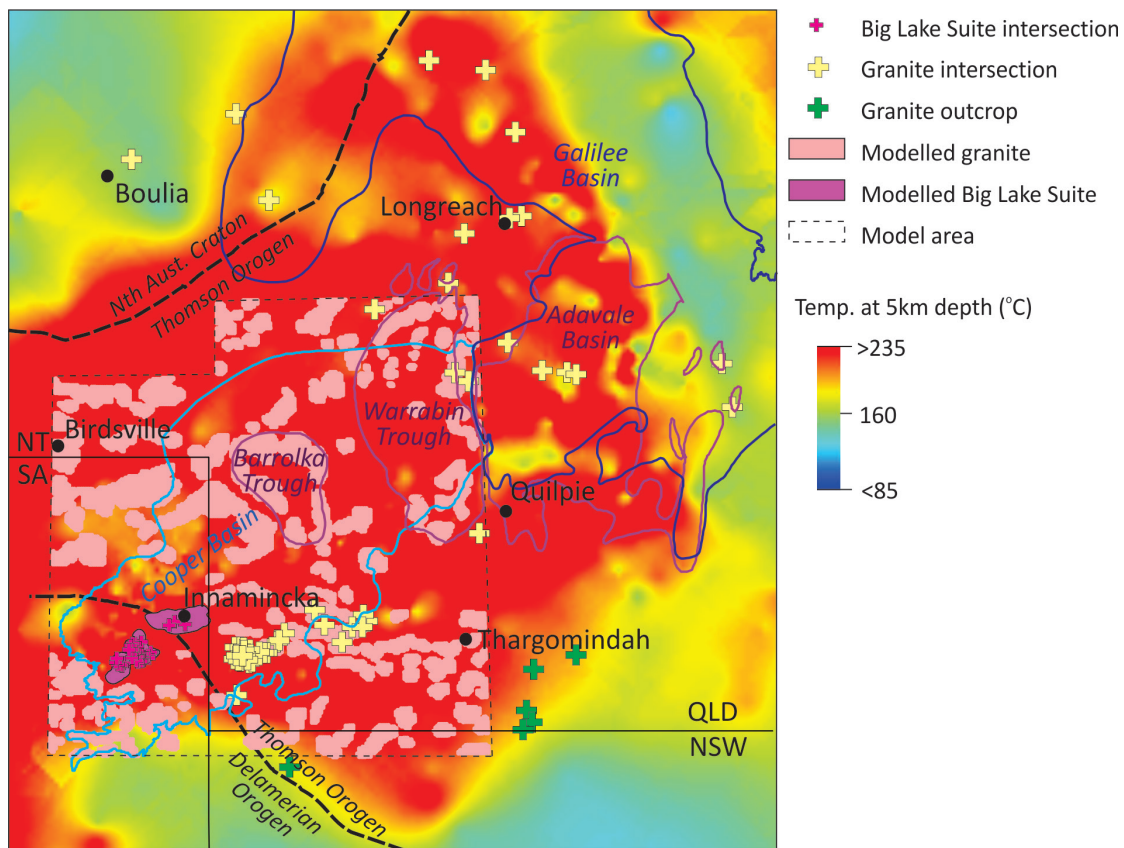 Big Lake Suite intersection
Granite intersection
Granite outcrop
Modelled granite
Modelled Big Lake Suite
Model area
Temp. at 5km depth (°C)
>235
160
<85
Boulia
Galilee
Basin
Longreach
Nth Aust. Craton
Thomson Orogen
Adavale
Basin
Warrabin
Trough
NT
Birdsville
SA
Barrolka
Trough
Quilpie
Cooper Basin
Innamincka
Thargomindah
QLD
NSW
Thomson Orogen
Delamerian
Orogen